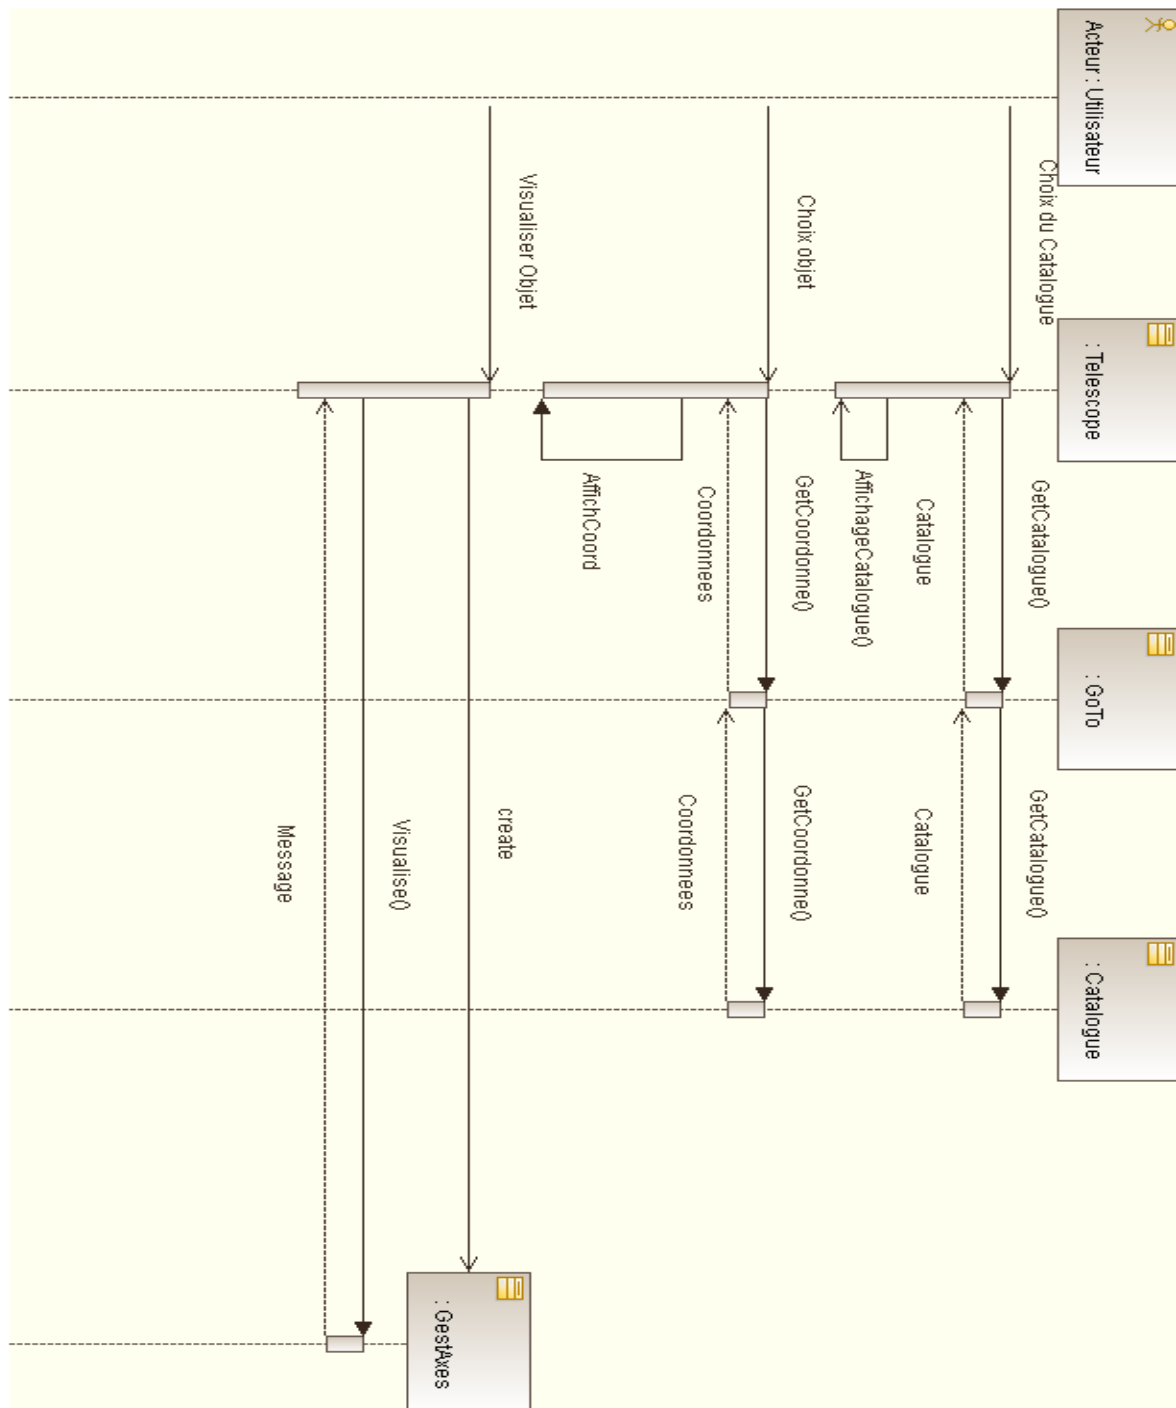 Acteur : Utilisateur
: Telescope
: GoTo
: Catalogue
Choix du Catalogue
GetCatalogue()
GetCatalogue()
Catalogue
Catalogue
AffichageCatalogue()
Choix objet
GetCoordonne()
GetCoordonne()
Coordonnees
Coordonnees
AffichCoord
Visualiser Objet
create
: GestAxes
Visualise()
Message